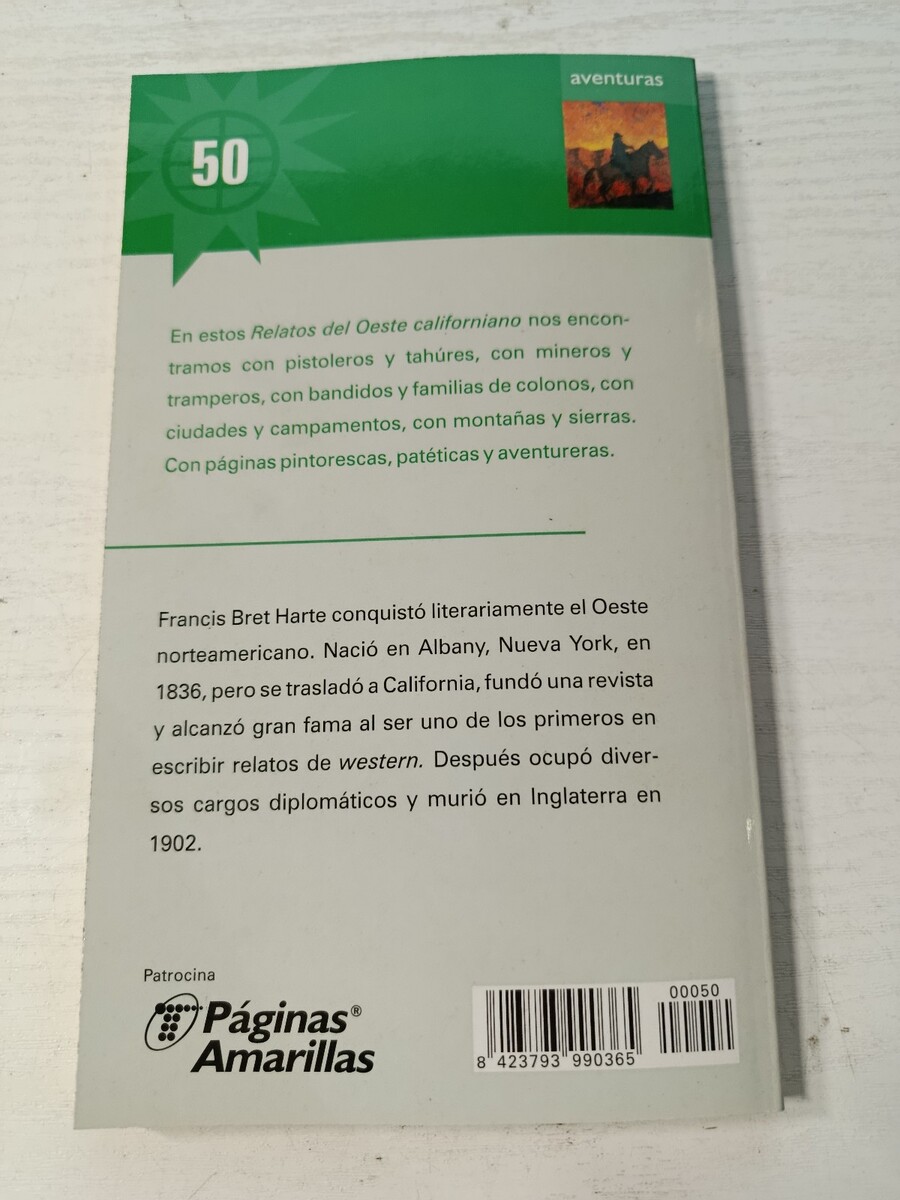 aventuras
50
En estos Relatos del Oeste californiano nos encon-
tramos con pistoleros y tahúres, con mineros y
tramperos, con bandidos y familias de colonos, con
ciudades y campamentos, con montañas y sierras.
Con páginas pintorescas, patéticas y aventureras.
Francis Bret Harte conquistó literariamente el Oeste
norteamericano. Nació en Albany, Nueva York, en
1836, pero se trasladó a California, fundó una revista
y alcanzó gran fama al ser uno de los primeros en
escribir relatos de western. Después ocupó diver-
sos cargos diplomáticos y murió en Inglaterra en
1902.
Patrocina
Páginas®
Amarillas
00050
8 423793 990365